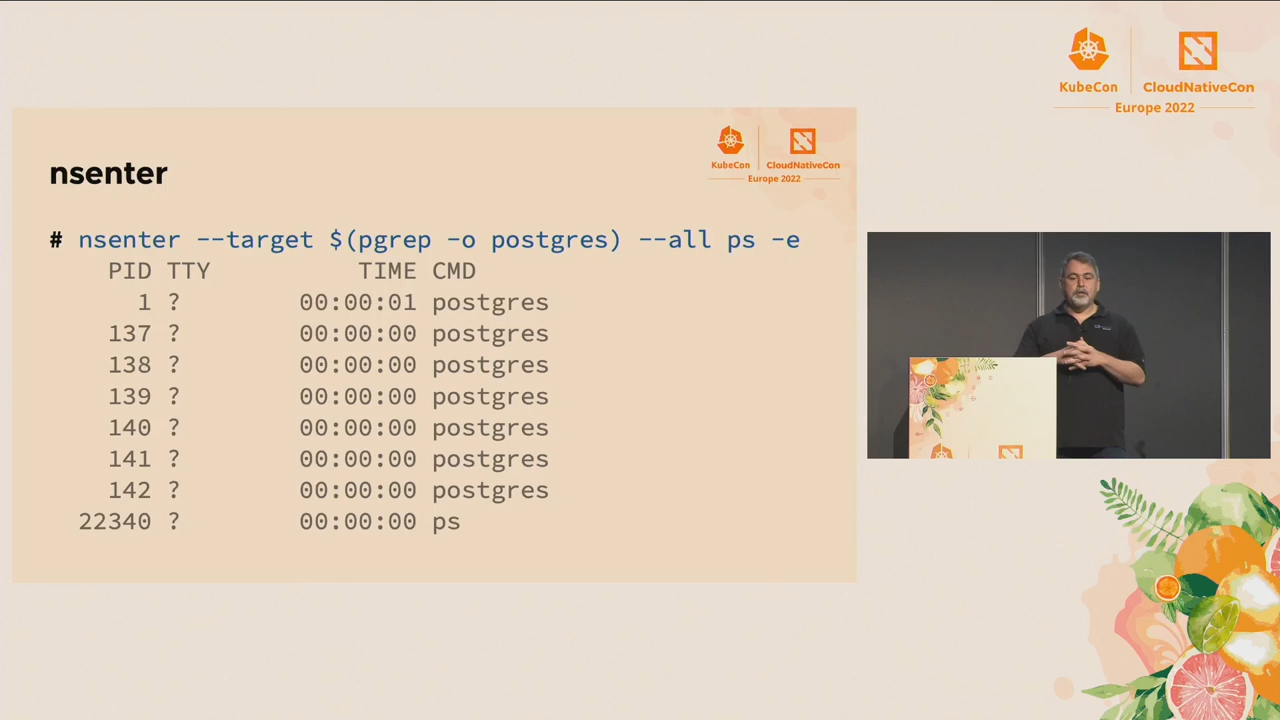 KubeCon
CloudNativeCon
Europe 2022
KubeCon
CloudNativeCon
Europe 2022
nsenter
# nsenter --target $(pgrep -o postgres) --all ps -e
PID TTY TIME CMD
1 ? 00:00:01 postgres
137 ? 00:00:00 postgres
138 ? 00:00:00 postgres
139 ? 00:00:00 postgres
140 ? 00:00:00 postgres
141 ? 00:00:00 postgres
142 ? 00:00:00 postgres
22340 ? 00:00:00 ps